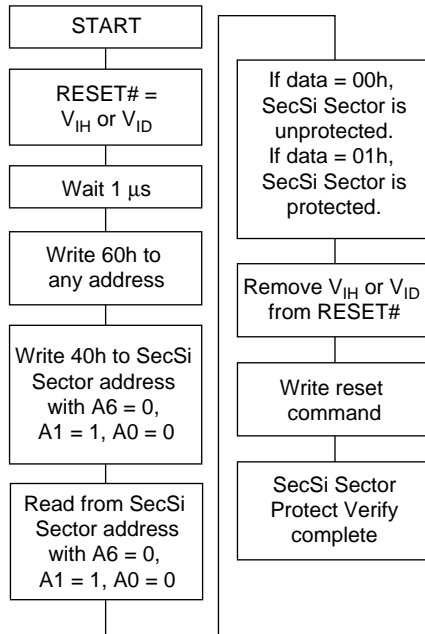 START
RESET# =
VIH or VID
Wait 1 µs
Write 60h to
any address
Write 40h to SecSi
Sector address
with A6 = 0,
A1 = 1, A0 = 0
Read from SecSi
Sector address
with A6 = 0,
A1 = 1, A0 = 0
If data = 00h,
SecSi Sector is
unprotected.
If data = 01h,
SecSi Sector is
protected.
Remove VIH or VID
from RESET#
Write reset
command
SecSi Sector
Protect Verify
complete